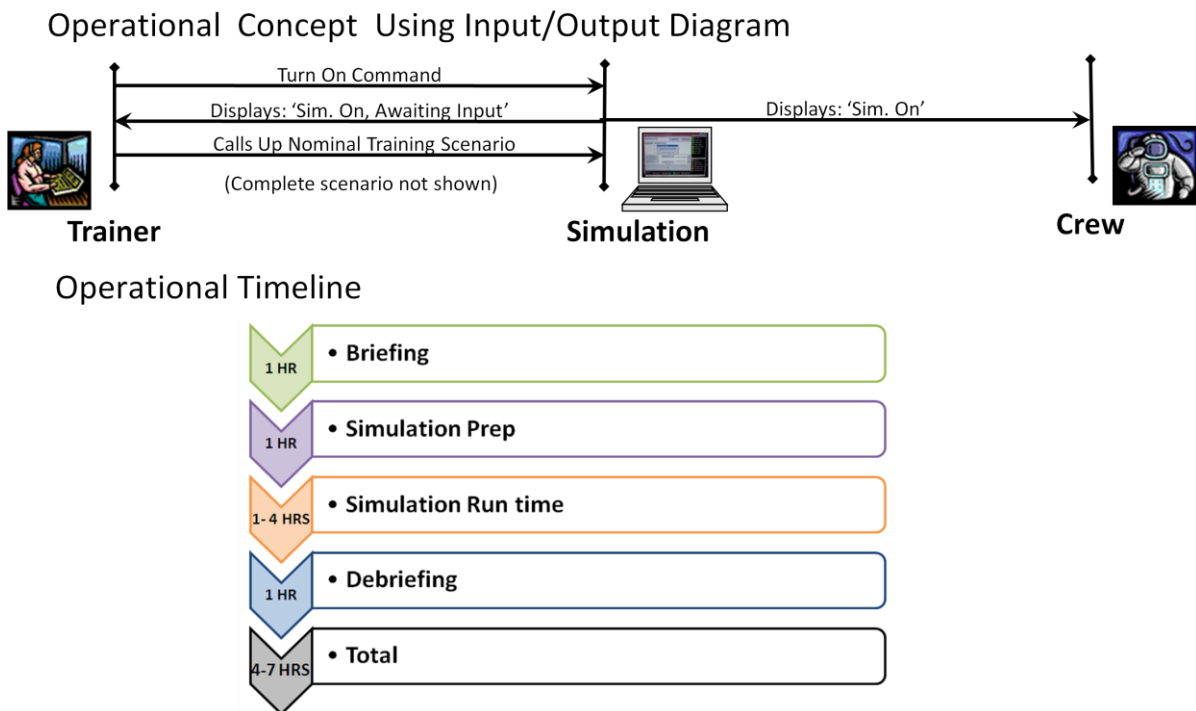 Operational Concept Using Input/Output Diagram
Turn On Command
Displays: ‘Sim. On, Awaiting Input’
Displays: ‘Sim. On’
Calls Up Nominal Training Scenario
(Complete scenario not shown)
Trainer
Simulation
Crew
Operational Timeline
1 HR
• Briefing
1 HR
• Simulation Prep
1- 4 HRS
• Simulation Run time
1 HR
• Debriefing
4-7 HRS
• Total